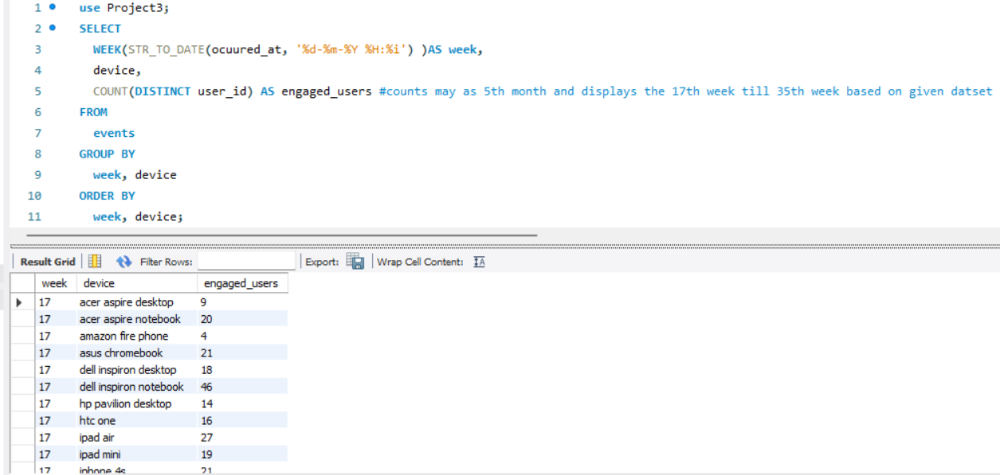 1 use Project3;
2 SELECT
3 WEEK(STR_TO_DATE(ocuured_at, '%d-%m-%Y %H:%i') )AS week,
4 device,
5 COUNT(DISTINCT user_id) AS engaged_users #counts may as 5th month and displays the 17th week till 35th week based on given datset
6 FROM
7 events
8 GROUP BY
9 week, device
10 ORDER BY
11 week, device;
Result Grid Filter Rows: Export: Wrap Cell Content: IA
week device engaged_users
17 acer aspire desktop 9
17 acer aspire notebook 20
17 amazon fire phone 4
17 asus chromebook 21
17 dell inspiron desktop 18
17 dell inspiron notebook 46
17 hp pavilion desktop 14
17 htc one 16
17 ipad air 27
17 ipad mini 19
17 iphone 4s 21